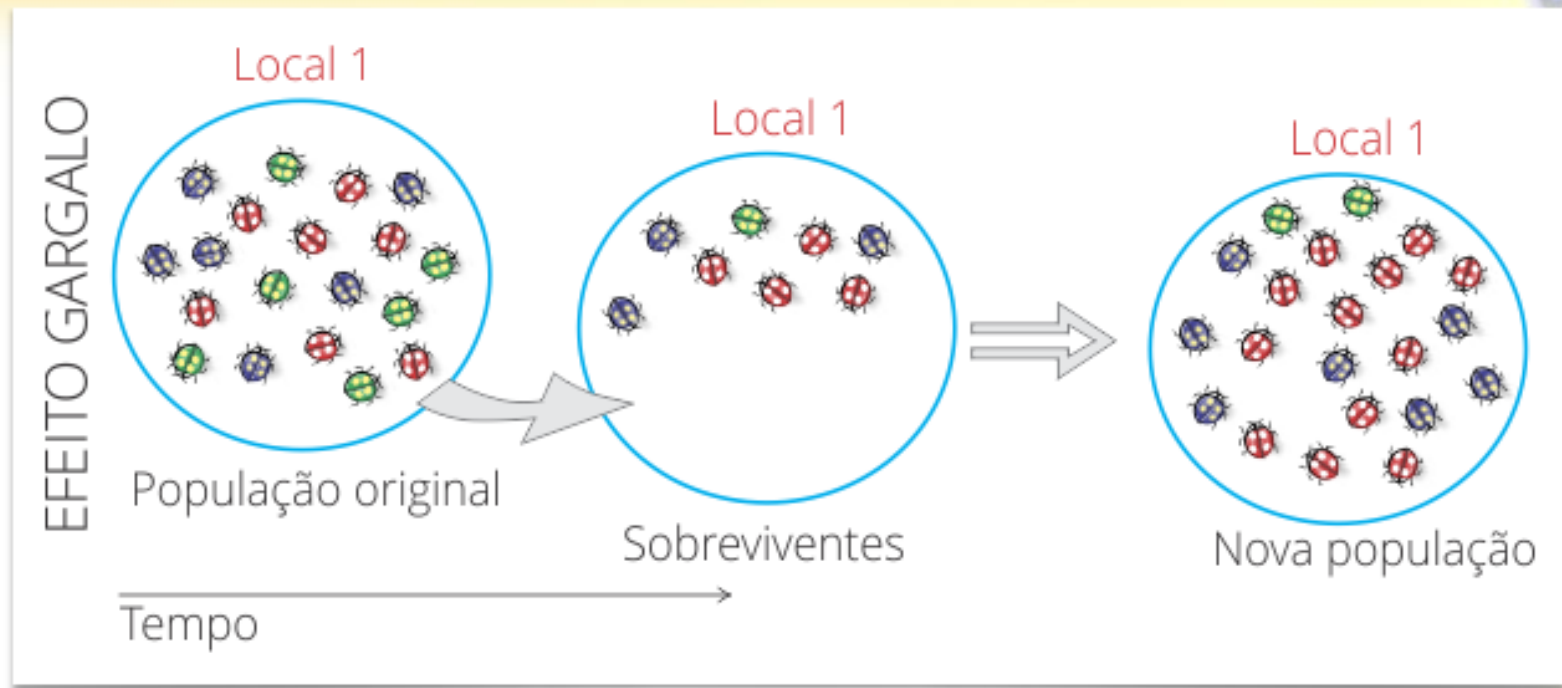 EFEITO GARGALO
Local 1
População original
Local 1
Sobreviventes
Local 1
Nova população
Tempo